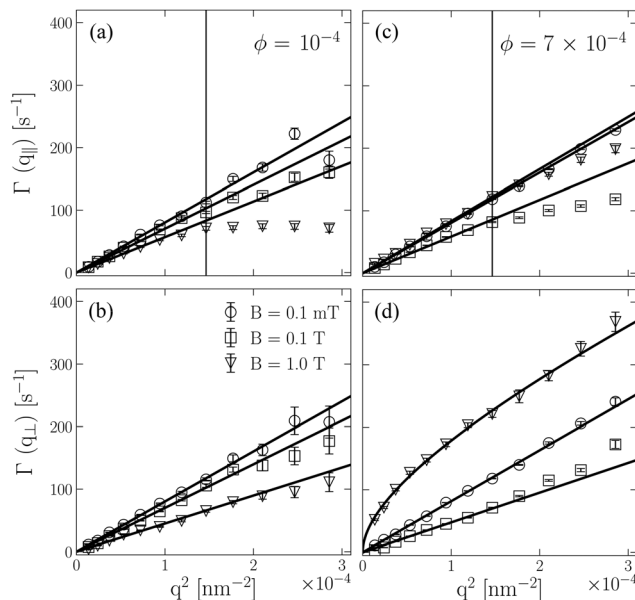 (a)
ϕ = 10⁻⁴
(c)
ϕ = 7 × 10⁻⁴
400
300
200
100
0
Γ (q∥) [s⁻¹]
(b)
B = 0.1 mT
B = 0.1 T
B = 1.0 T
(d)
400
300
200
100
0
Γ (q⊥) [s⁻¹]
0 1 2 3
×10⁻⁴
q² [nm⁻²]
0 1 2 3
×10⁻⁴
q² [nm⁻²]